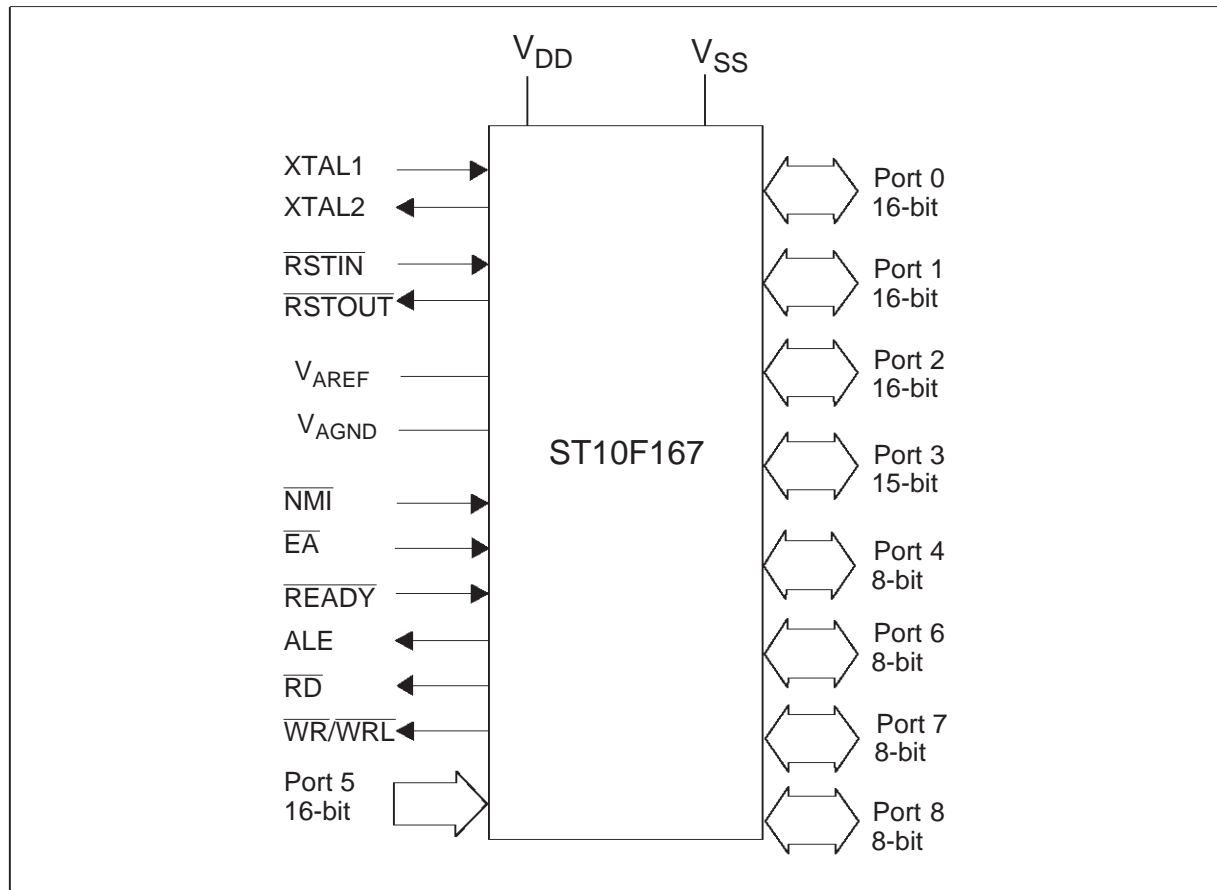 VDD
VSS
XTAL1
XTAL2
RSTIN
RSTOUT
VAREF
VAGND
NMI
EA
READY
ALE
RD
WR/WRL
Port 5
16-bit
ST10F167
Port 0
16-bit
Port 1
16-bit
Port 2
16-bit
Port 3
15-bit
Port 4
8-bit
Port 6
8-bit
Port 7
8-bit
Port 8
8-bit